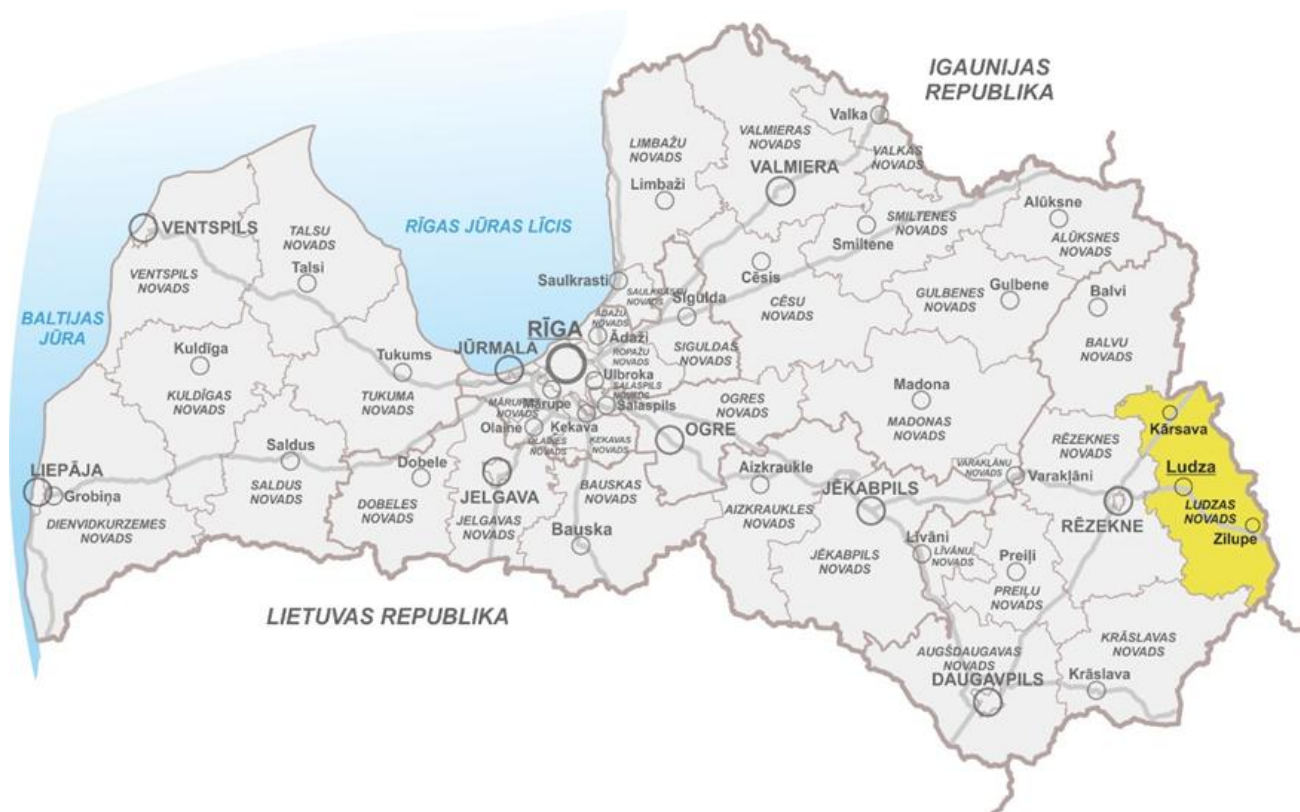 IGAUNIJAS
REPUBLIKA
Valka
LIMBAŽU
NOVADS
VALMIERAS
NOVADS
VALKAS
NOVADS
VALMIERA
Limbaži
Alūksne
SMILTENES
NOVADS
Smiltene
ALŪKSNES
NOVADS
VENTSPILS
TALSU
NOVADS
RĪGAS JŪRAS LĪCIS
Talsi
VENTSPILS
NOVADS
Saulkrasti
SAULKRASTU
NOVADS
Cēsis
CĒSU
NOVADS
Sigulda
GULBENES
NOVADS
Gulbene
Balvi
BALVU
NOVADS
BALTIJAS
JŪRA
ĀDAŽU
NOVADS
RĪGA
Ādaži
ROPAŽU
NOVADS
SIGULDAS
NOVADS
Kuldīga
KULDĪGAS
NOVADS
Tukums
TUKUMA
NOVADS
JŪRMALA
Ulbroka
SALASPILS
NOVADS
Salaspils
MĀRUPES
NOVADS
Mārupe
Olaine
OLAINES
NOVADS
Ķekava
ĶEKAVAS
NOVADS
OGRES
NOVADS
OGRE
Madona
MADONAS
NOVADS
Kārsava
RĒZEKNES
NOVADS
Ludza
LUDZAS
NOVADS
Zilupe
VARAKĻĀNU
NOVADS
Varakļāni
RĒZEKNE
LIEPĀJA
Grobiņa
DIENVIDKURZEMES
NOVADS
Saldus
SALDUS
NOVADS
Dobele
DOBELES
NOVADS
JELGAVA
JELGAVAS
NOVADS
BAUSKAS
NOVADS
Bauska
Aizkraukle
AIZKRAUKLES
NOVADS
JĒKABPILS
JĒKABPILS
NOVADS
Līvāni
LĪVĀNU
NOVADS
Preiļi
PREIĻU
NOVADS
LIETUVAS REPUBLIKA
AUGŠDAUGAVAS
NOVADS
DAUGAVPILS
KRĀSLAVAS
NOVADS
Krāslava